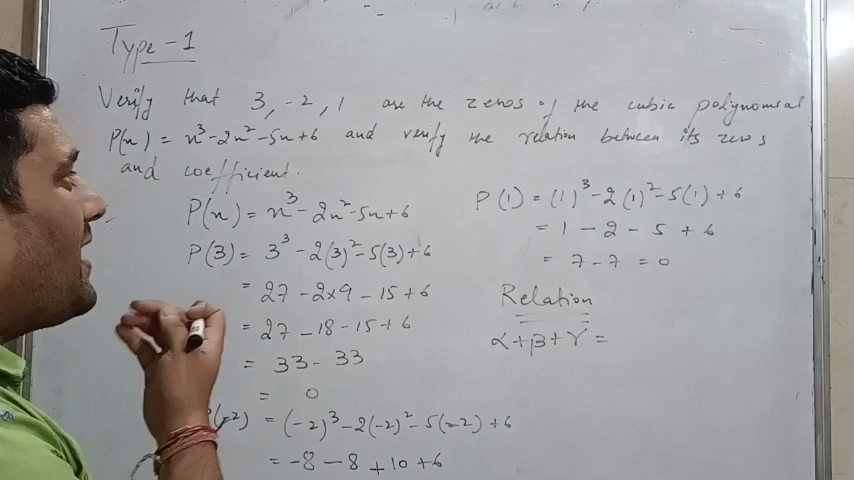 Type-1
Verify that 3, -2, 1 are the zeros of the cubic polynomial
P(x) = x³ - 2x² - 5x + 6 and verify the relation between its zeros
and coefficient.
P(x) = x³ - 2x² - 5x + 6
P(3) = 3³ - 2(3)² - 5(3) + 6
= 27 - 2×9 - 15 + 6
= 27 - 18 - 15 + 6
= 33 - 33
= 0
(-2) = (-2)³ - 2(-2)² - 5(-2) + 6
= -8 - 8 + 10 + 6
P(1) = (1)³ - 2(1)² - 5(1) + 6
= 1 - 2 - 5 + 6
= 7 - 7 = 0
Relation
α + β + γ =